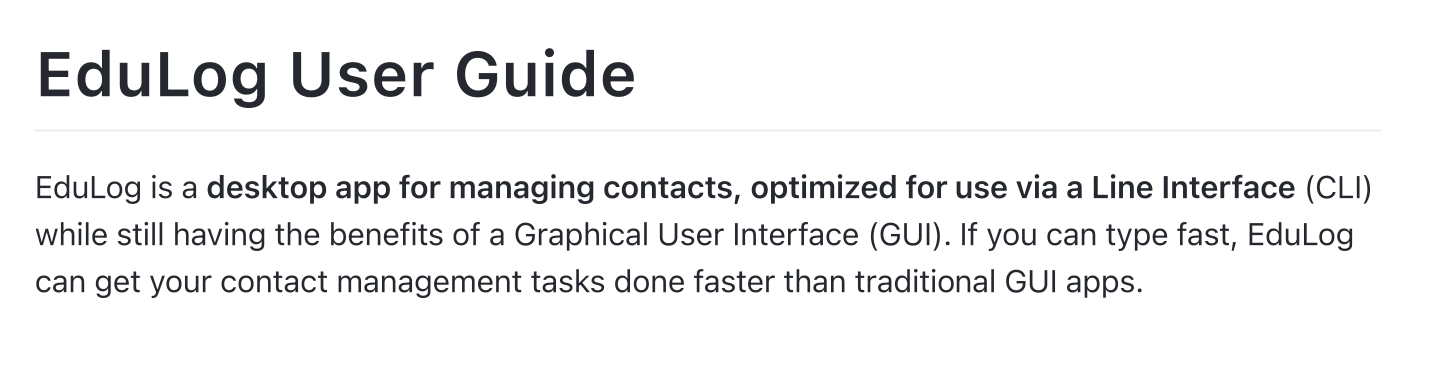 EduLog User Guide
EduLog is a desktop app for managing contacts, optimized for use via a Line Interface (CLI)
while still having the benefits of a Graphical User Interface (GUI). If you can type fast, EduLog
can get your contact management tasks done faster than traditional GUI apps.